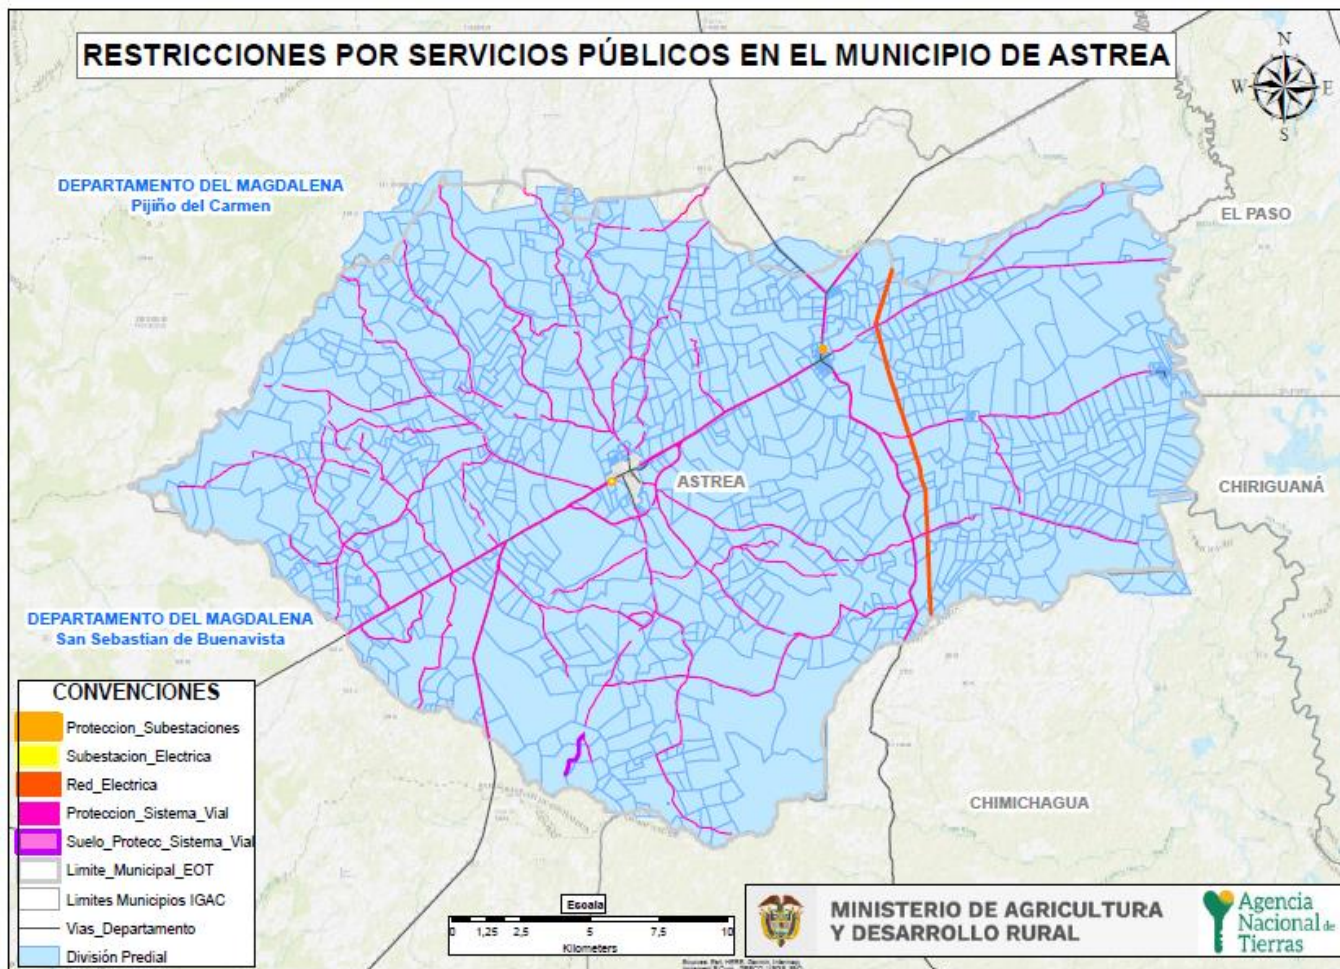 RESTRICCIONES POR SERVICIOS PÚBLICOS EN EL MUNICIPIO DE ASTREA
N
W E
S
DEPARTAMENTO DEL MAGDALENA
Pijiño del Carmen
EL PASO
ASTREA
CHIRIGUANÁ
DEPARTAMENTO DEL MAGDALENA
San Sebastian de Buenavista
CHIMICHAGUA
CONVENCIONES
Proteccion_Subestaciones
Subestacion_Electrica
Red_Electrica
Proteccion_Sistema_Vial
Suelo_Protecc_Sistema_Vial
Limite_Municipal_EOT
Limites Municipios IGAC
Vias_Departamento
División Predial
Escala
0 1,25 2,5 5 7,5 10
Kilometers
MINISTERIO DE AGRICULTURA
Y DESARROLLO RURAL
Agencia
Nacional de
Tierras